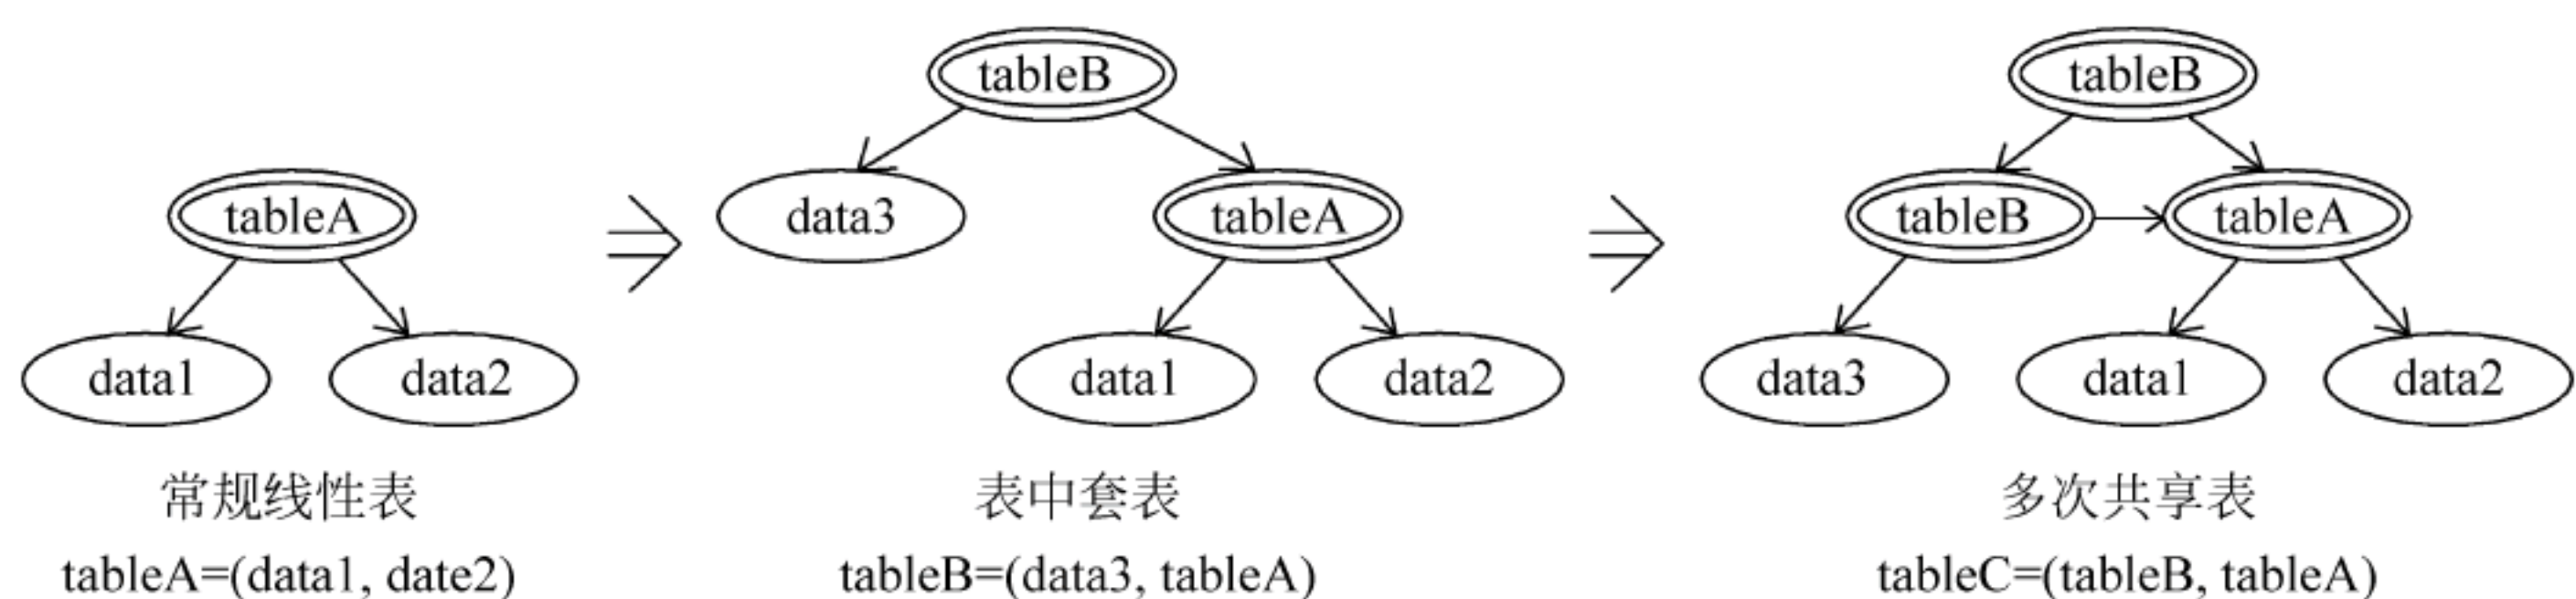 tableB
tableB
tableA
data3
tableA
tableB
tableA
data1
data2
data1
data2
data3
data1
data2
常规线性表
表中套表
多次共享表
tableA=(data1, date2)
tableB=(data3, tableA)
tableC=(tableB, tableA)